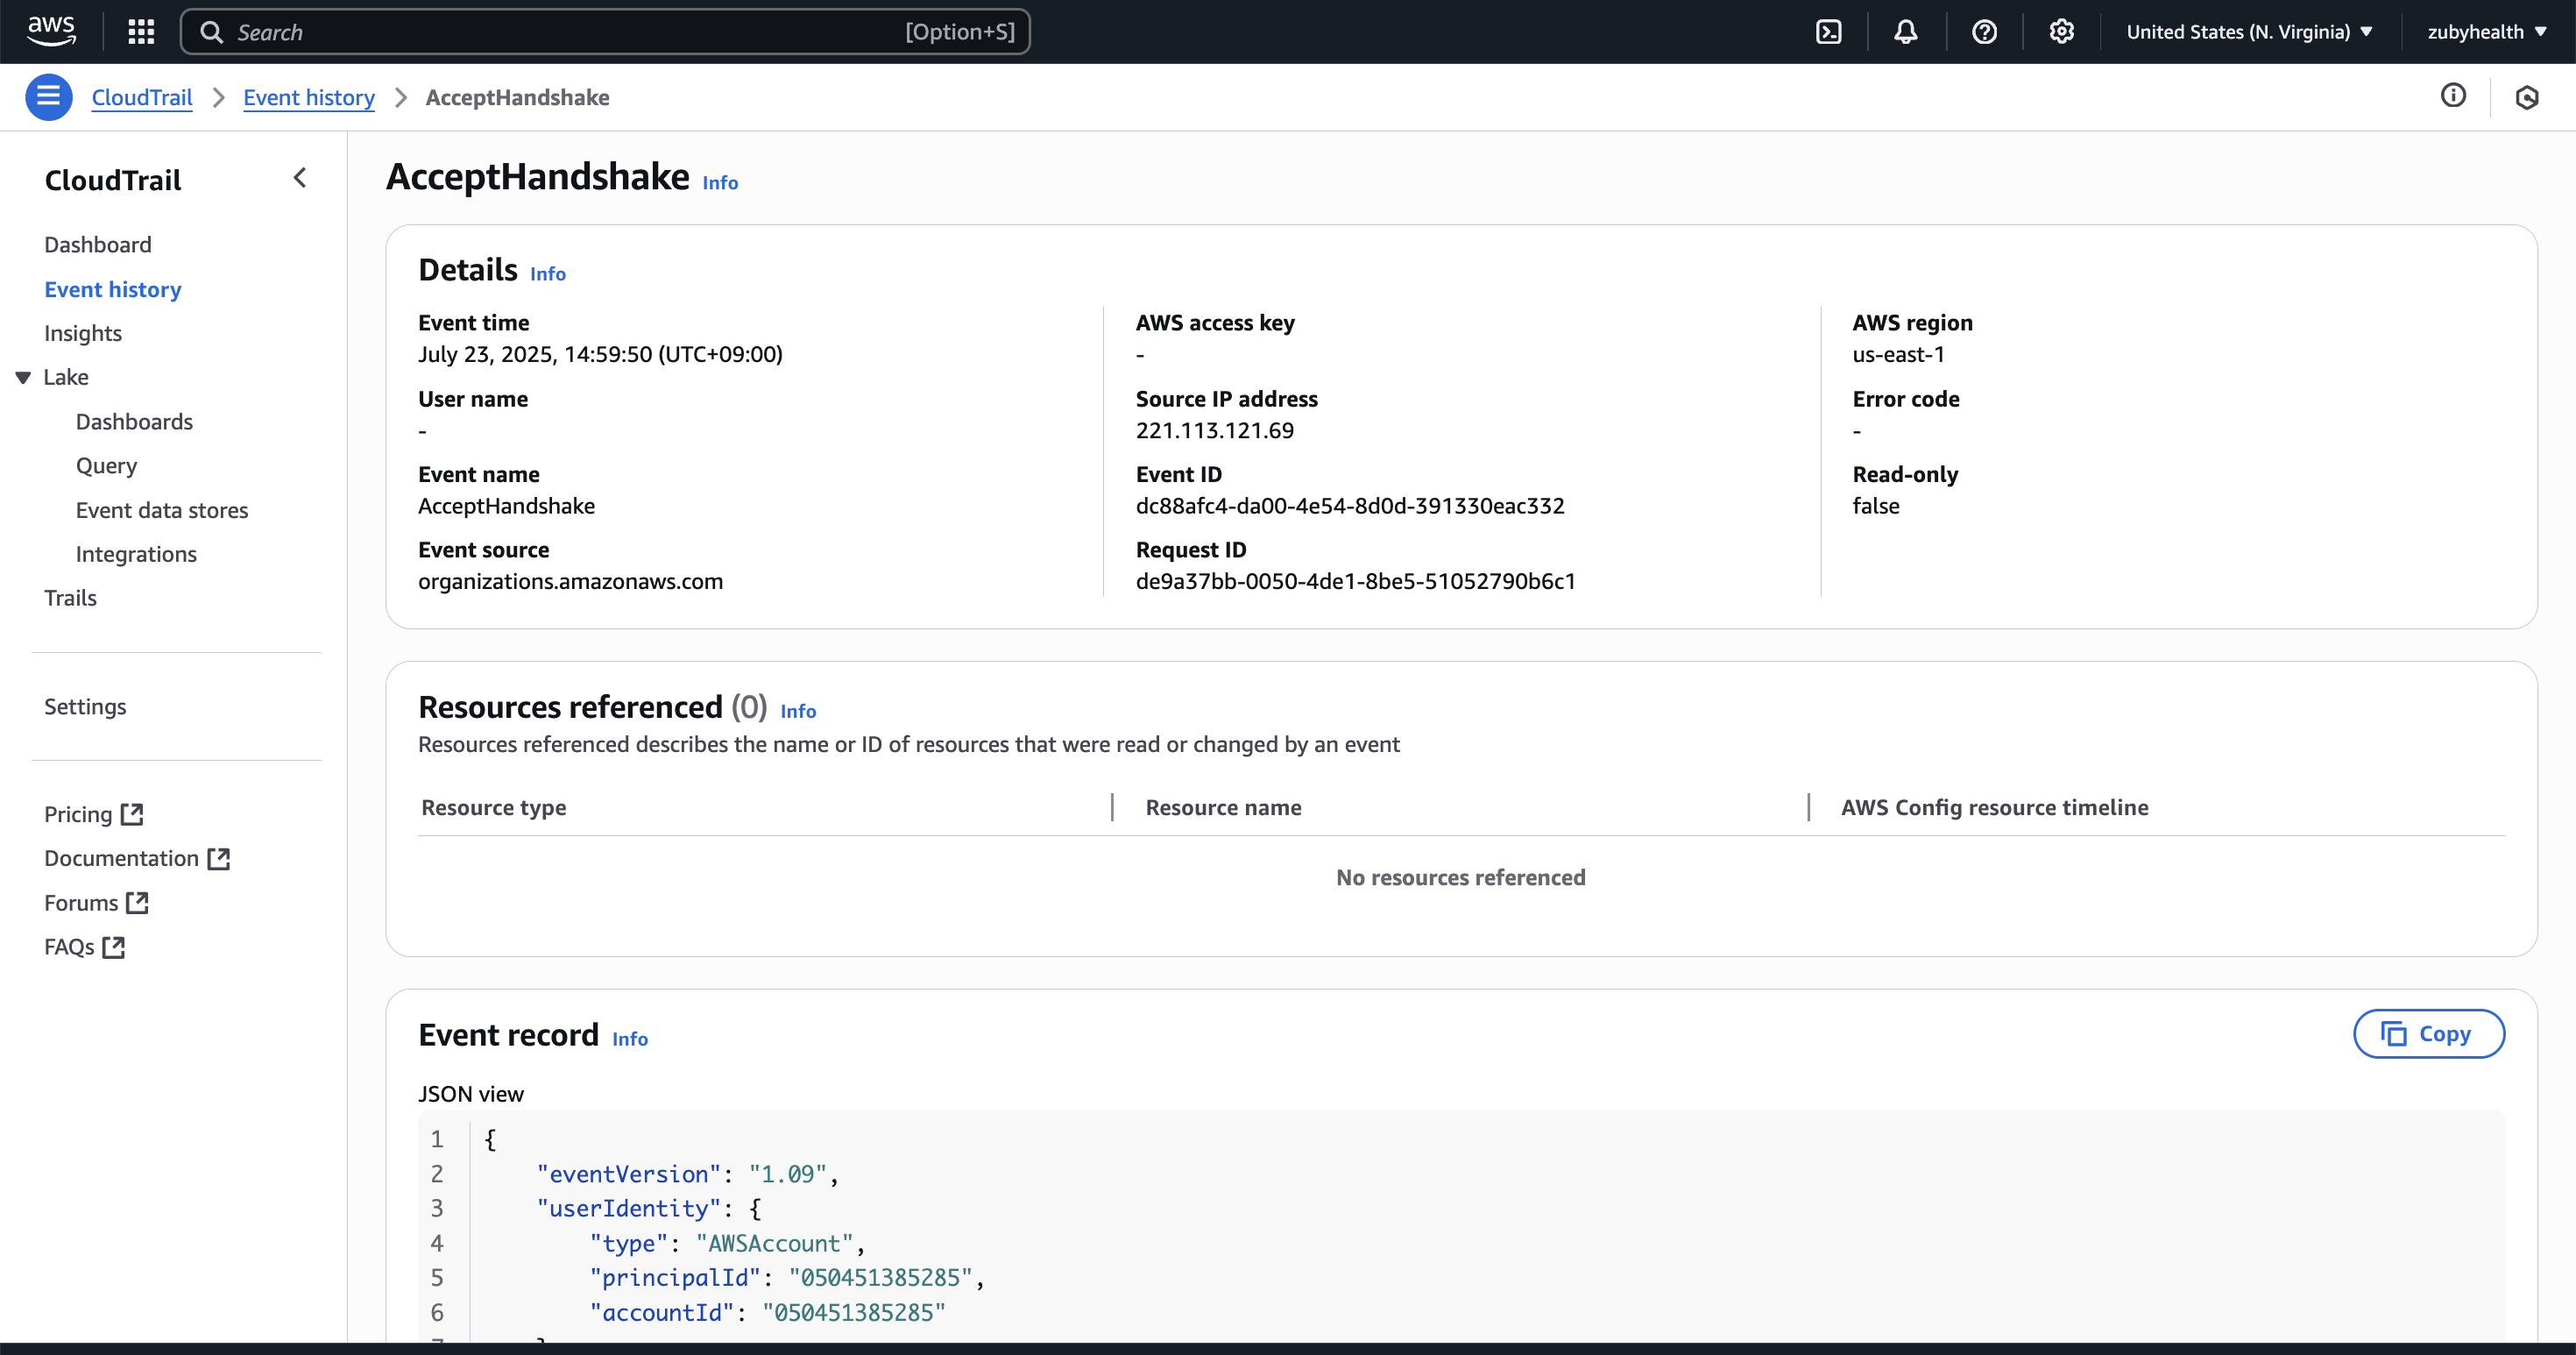 aws
Search
[Option+S]
United States (N. Virginia)
zubyhealth
CloudTrail
Event history
AcceptHandshake
CloudTrail
Dashboard
Event history
Insights
Lake
Dashboards
Query
Event data stores
Integrations
Trails
Settings
Pricing
Documentation
Forums
FAQs
AcceptHandshake Info
Details Info
Event time
July 23, 2025, 14:59:50 (UTC+09:00)
User name
-
Event name
AcceptHandshake
Event source
organizations.amazonaws.com
AWS access key
-
Source IP address
221.113.121.69
Event ID
dc88afc4-da00-4e54-8d0d-391330eac332
Request ID
de9a37bb-0050-4de1-8be5-51052790b6c1
AWS region
us-east-1
Error code
-
Read-only
false
Resources referenced (0) Info
Resources referenced describes the name or ID of resources that were read or changed by an event
Resource type
Resource name
AWS Config resource timeline
No resources referenced
Event record Info
Copy
JSON view
1 {
2 "eventVersion": "1.09",
3 "userIdentity": {
4 "type": "AWSAccount",
5 "principalId": "050451385285",
6 "accountId": "050451385285"